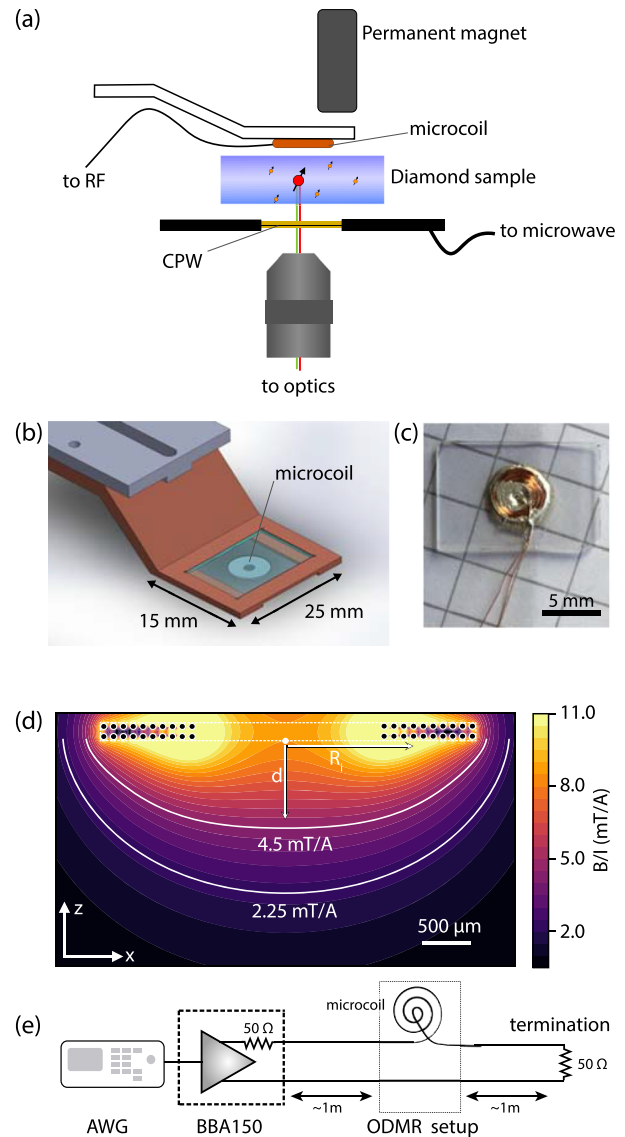 (a)
Permanent magnet
microcoil
to RF
Diamond sample
to microwave
CPW
to optics
(b)
microcoil
15 mm
25 mm
(c)
5 mm
(d)
d
R_i
4.5 mT/A
2.25 mT/A
z
x
500 µm
11.0
8.0
5.0
2.0
B/I (mT/A)
(e)
microcoil
50 Ω
termination
50 Ω
~1m
~1m
AWG
BBA150
ODMR setup